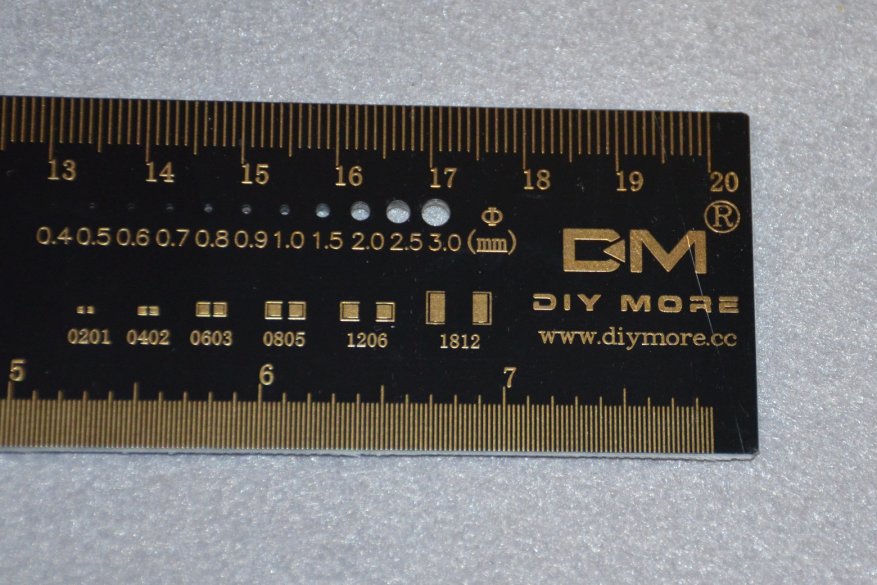 13 14 15 16 17 18 19 20
®
0.4 0.5 0.6 0.7 0.8 0.9 1.0 1.5 2.0 2.5 3.0 (mm)
Φ
DM
DIY MORE
www.diymore.cc
0201 0402 0603 0805 1206 1812
5 6 7